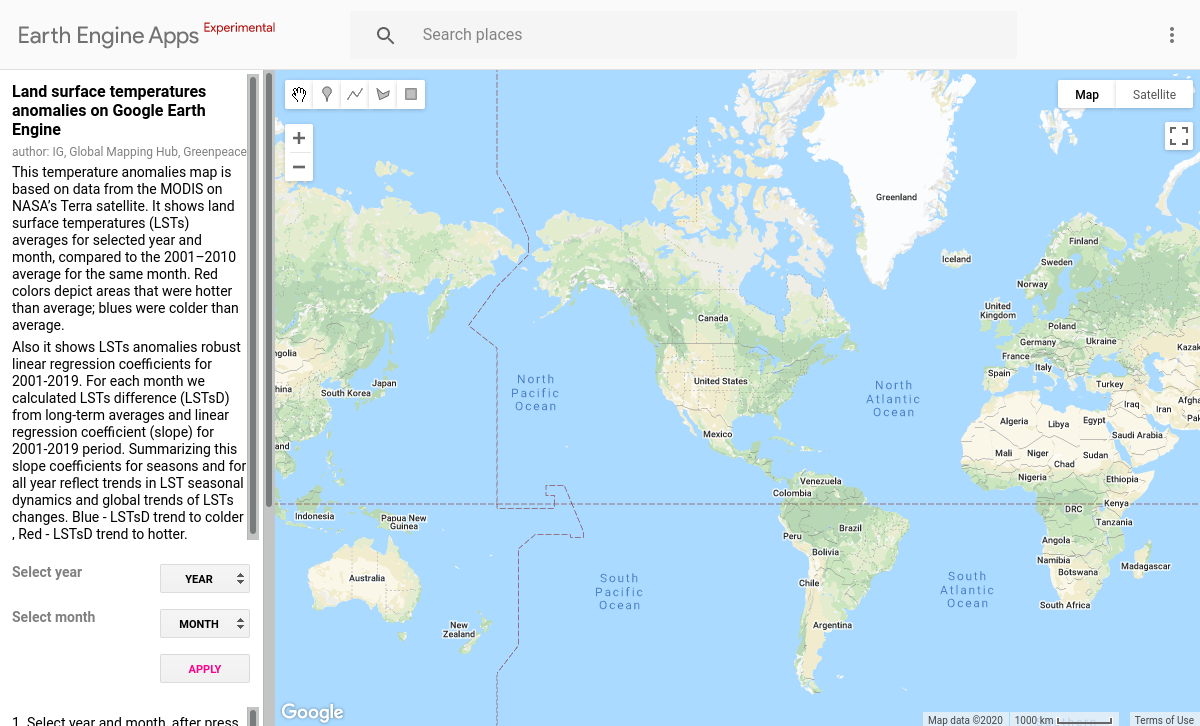 Earth Engine Apps Experimental
Search places
Land surface temperatures
anomalies on Google Earth
Engine
author: IG, Global Mapping Hub, Greenpeace
This temperature anomalies map is
based on data from the MODIS on
NASA's Terra satellite. It shows land
surface temperatures (LSTs)
averages for selected year and
month, compared to the 2001–2010
average for the same month. Red
colors depict areas that were hotter
than average; blues were colder than
average.
Also it shows LSTs anomalies robust
linear regression coefficients for
2001-2019. For each month we
calculated LSTs difference (LSTsD)
from long-term averages and linear
regression coefficient (slope) for
2001-2019 period. Summarizing this
slope coefficients for seasons and for
all year reflect trends in LST seasonal
dynamics and global trends of LSTs
changes. Blue - LSTsD trend to colder
, Red - LSTsD trend to hotter.
Select year
YEAR
Select month
MONTH
APPLY
1. Select year and month, after press
Map
Satellite
Greenland
Iceland
Finland
Sweden
Norway
United
Kingdom
Canada
Poland
Germany
Ukraine
France
Kazak
Italy
Spain
Turkey
ngolia
hina
Japan
South Korea
North
Pacific
Ocean
United States
North
Atlantic
Ocean
Iraq
Iran
Afgha
Pak
Algeria
Libya
Egypt
Saudi Arabia
Mexico
and
Mali
Niger
Chad
Sudan
Nigeria
Ethiopia
Venezuela
Colombia
Kenya
DRC
Tanzania
Indonesia
Papua New
Guinea
Brazil
Peru
Angola
Bolivia
Namibia
Botswana
Madagascar
Australia
South
Pacific
Ocean
Chile
South
Atlantic
Ocean
South Africa
Argentina
New
Zealand
Google
Map data ©2020
1000 km
Terms of Use